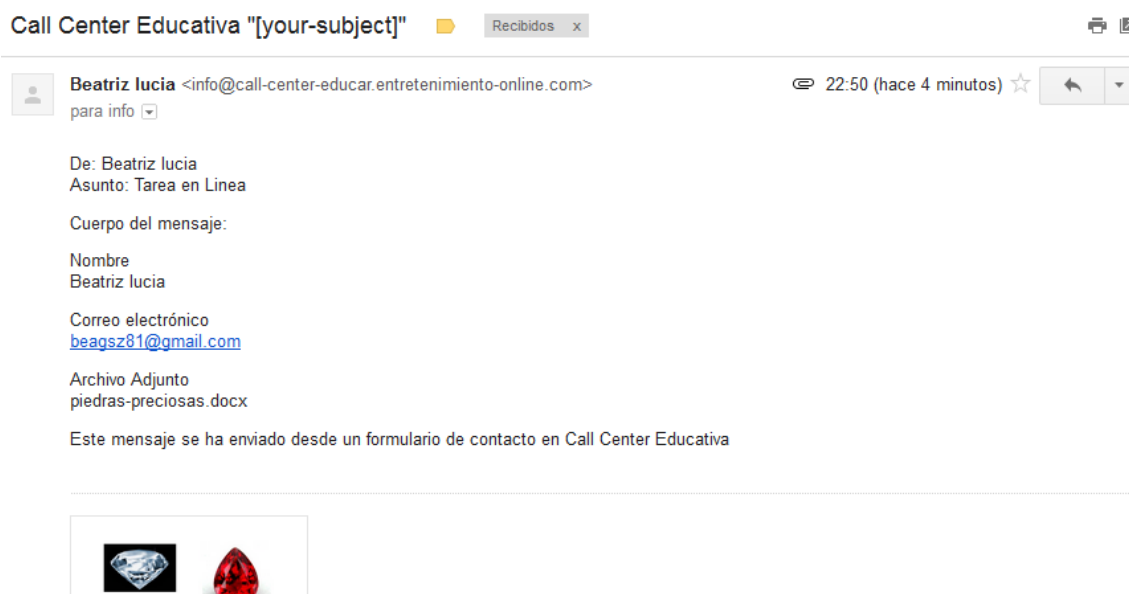 Call Center Educativa "[your-subject]" Recibidos x
Beatriz lucia <info@call-center-educar.entretenimiento-online.com> 22:50 (hace 4 minutos)
para info
De: Beatriz lucia
Asunto: Tarea en Linea
Cuerpo del mensaje:
Nombre
Beatriz lucia
Correo electrónico
beagsz81@gmail.com
Archivo Adjunto
piedras-preciosas.docx
Este mensaje se ha enviado desde un formulario de contacto en Call Center Educativa